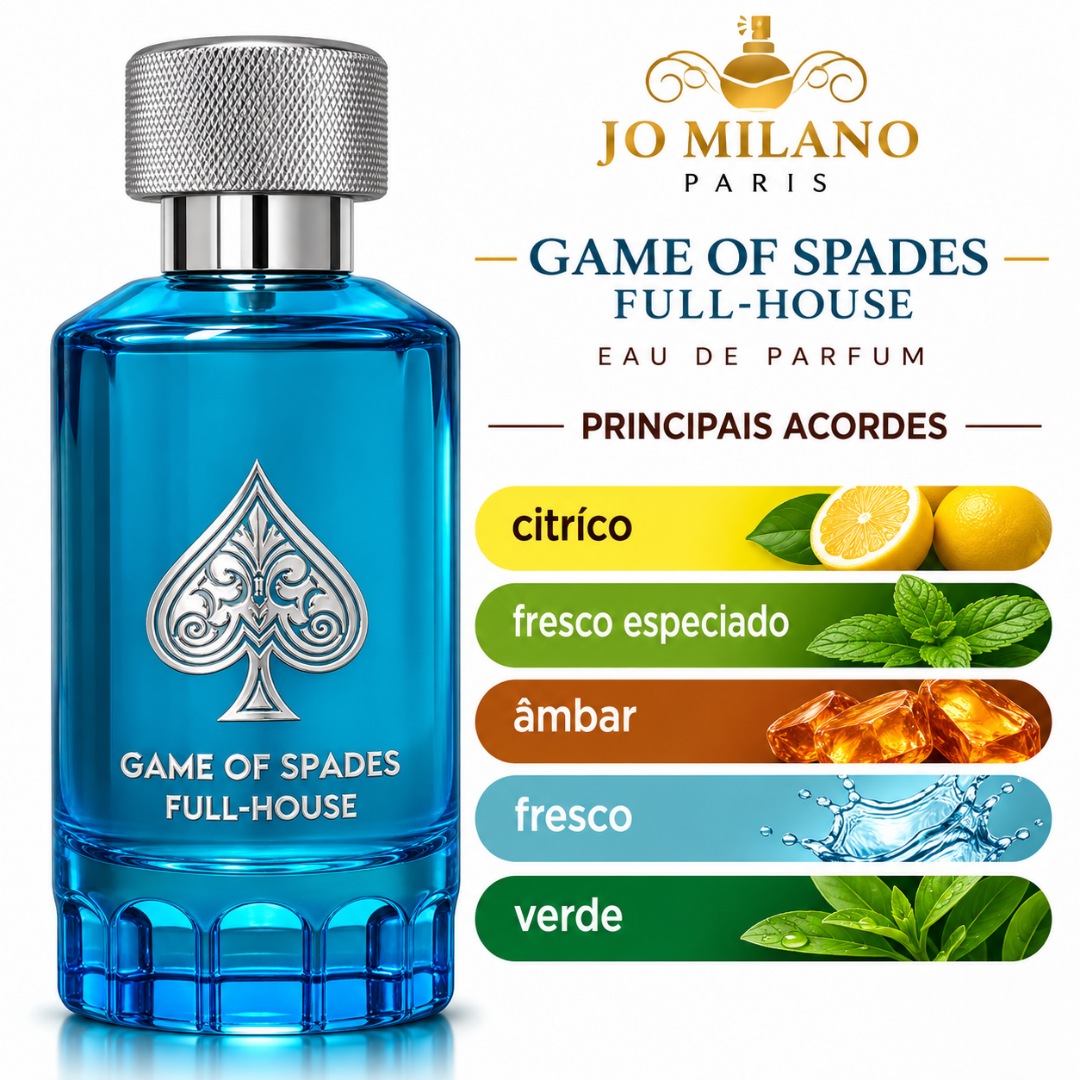 JO MILANO
PARIS
GAME OF SPADES
FULL-HOUSE
EAU DE PARFUM
PRINCIPAIS ACORDES
citríco
fresco especiado
âmbar
fresco
verde
GAME OF SPADES
FULL-HOUSE